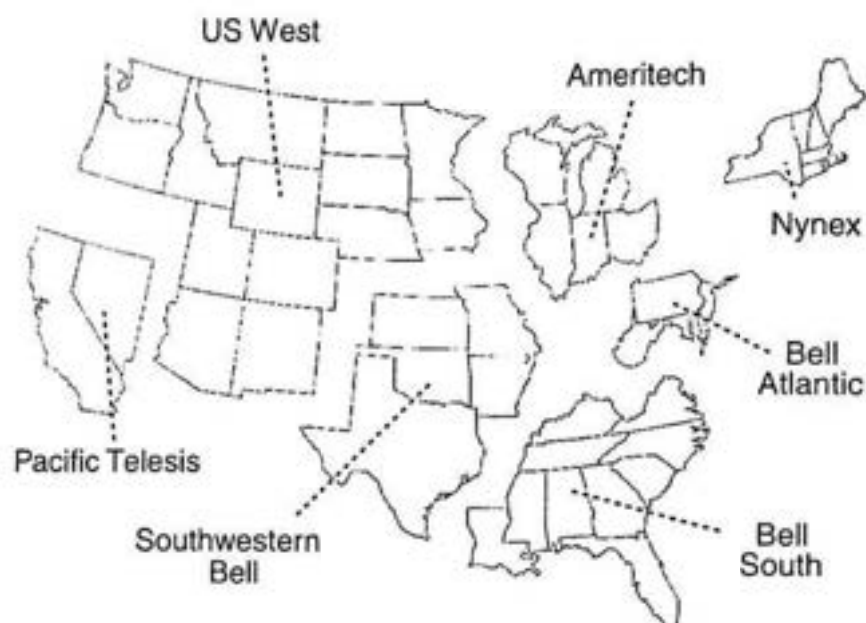 US West
Ameritech
Nynex
Bell
Atlantic
Pacific Telesis
Southwestern
Bell
Bell
South